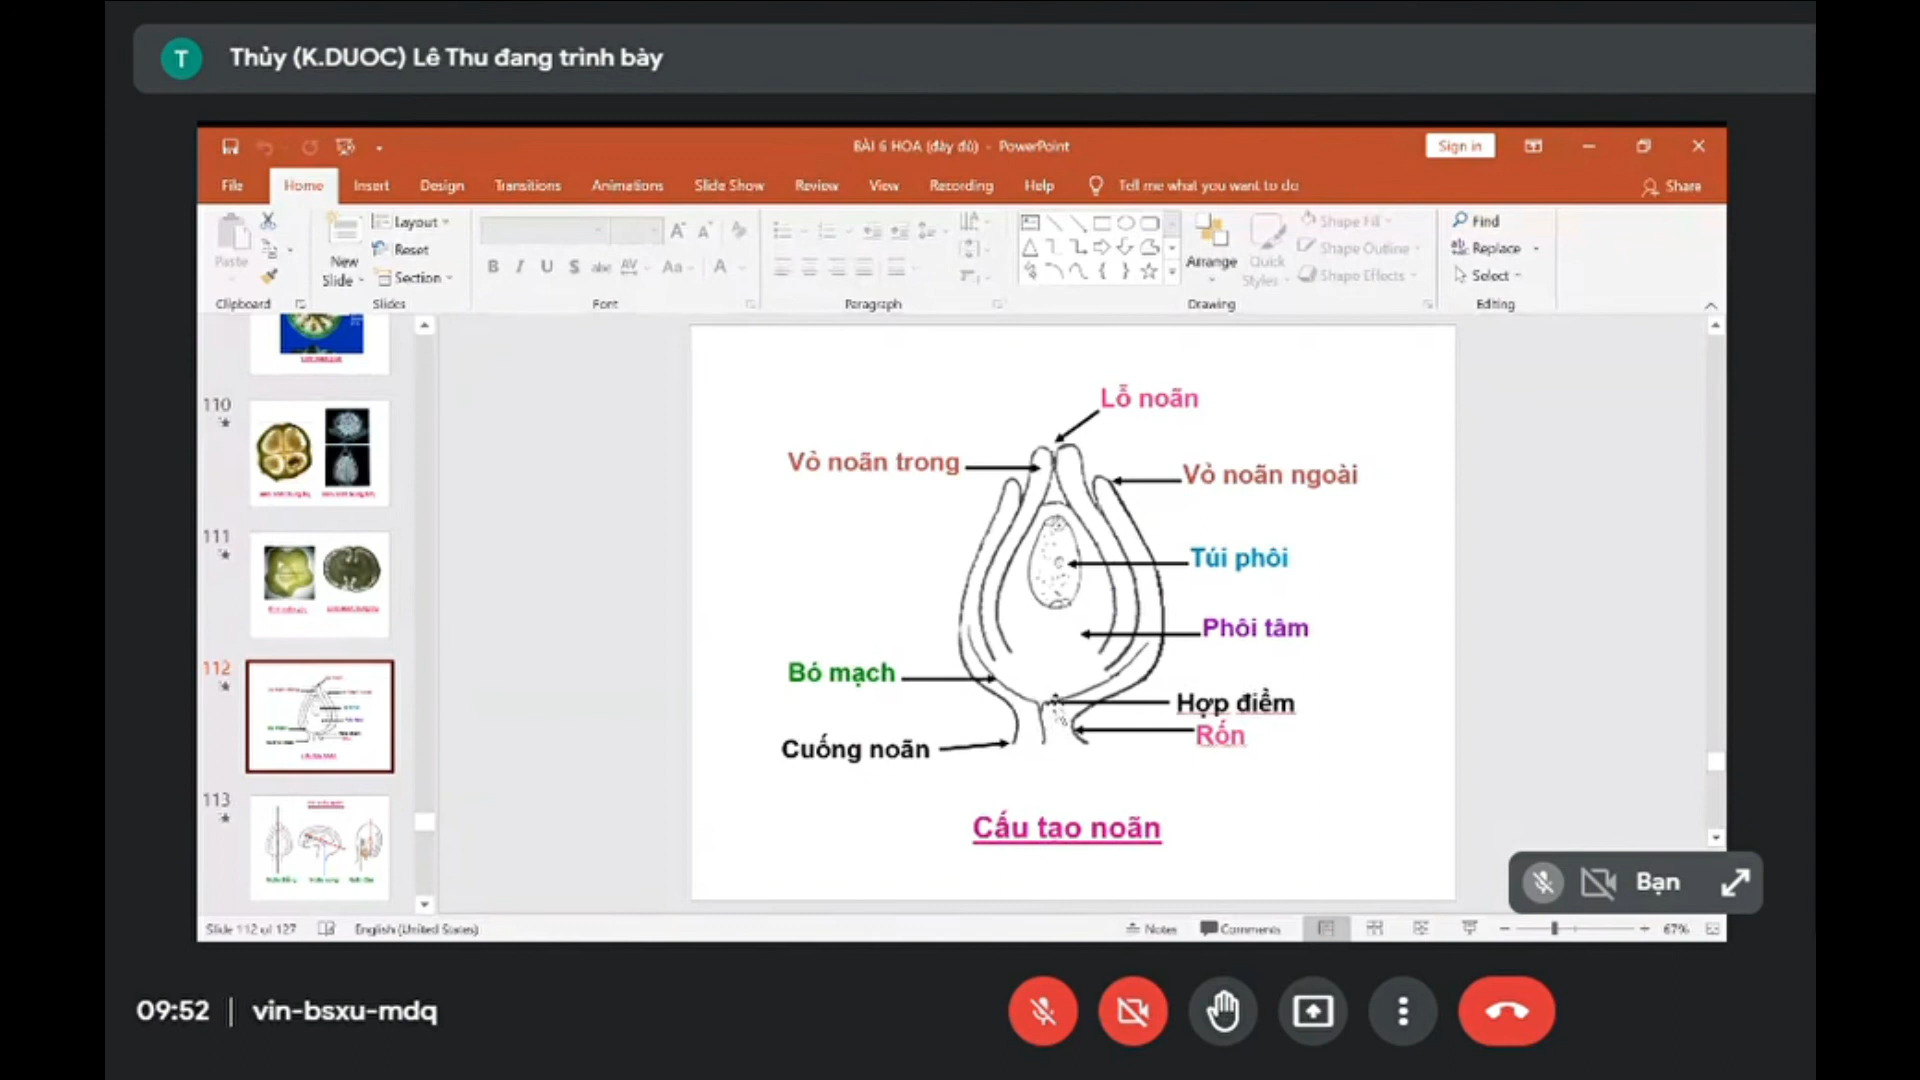 T
Thủy (K.DUOC) Lê Thu đang trình bày
BÀI 6 HOA (đầy đủ) - PowerPoint
Sign in
File Home Insert Design Transitions Animations Slide Show Review View Recording Help Tell me what you want to do
Share
Paste
New
Slide
Layout
Reset
Section
Shape Fill
Shape Outline
Shape Effects
Arrange
Quick
Styles
Find
Replace
Select
Clipboard Slides Font Paragraph Drawing Editing
110
111
112
113
Lỗ noãn
Vỏ noãn trong
Vỏ noãn ngoài
Túi phôi
Phôi tâm
Bó mạch
Hợp điểm
Rốn
Cuống noãn
Cấu tạo noãn
Bạn
Slide 112 of 127 English (United States) Notes Comments 67%
09:52 | vin-bsxu-mdq